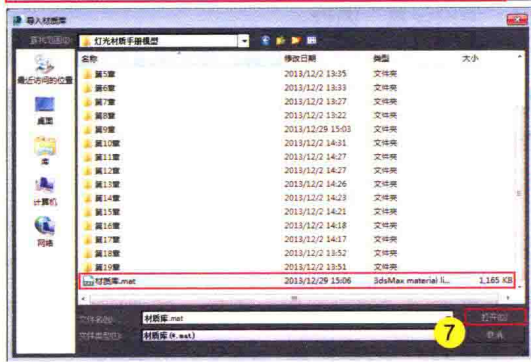 导入材质库
查找范围(I): 灯光材质手册模型
名称 修改日期 类型 大小
第5章 2013/12/2 13:35 文件夹
第6章 2013/12/2 13:33 文件夹
第7章 2013/12/2 13:27 文件夹
第8章 2013/12/2 13:22 文件夹
第9章 2013/12/29 15:03 文件夹
第10章 2013/12/2 14:31 文件夹
第11章 2013/12/2 14:27 文件夹
第12章 2013/12/2 14:27 文件夹
第13章 2013/12/2 14:26 文件夹
第14章 2013/12/2 14:23 文件夹
第15章 2013/12/2 14:21 文件夹
第16章 2013/12/2 14:18 文件夹
第17章 2013/12/2 14:17 文件夹
第18章 2013/12/2 13:52 文件夹
第19章 2013/12/2 13:51 文件夹
材质库.mat 2013/12/29 15:06 3dsMax material li... 1,165 KB
最近访问的位置
桌面
库
计算机
网络
文件名(N): 材质库.mat 打开(O)
文件类型(T): 材质库(*.mat) 取消
7